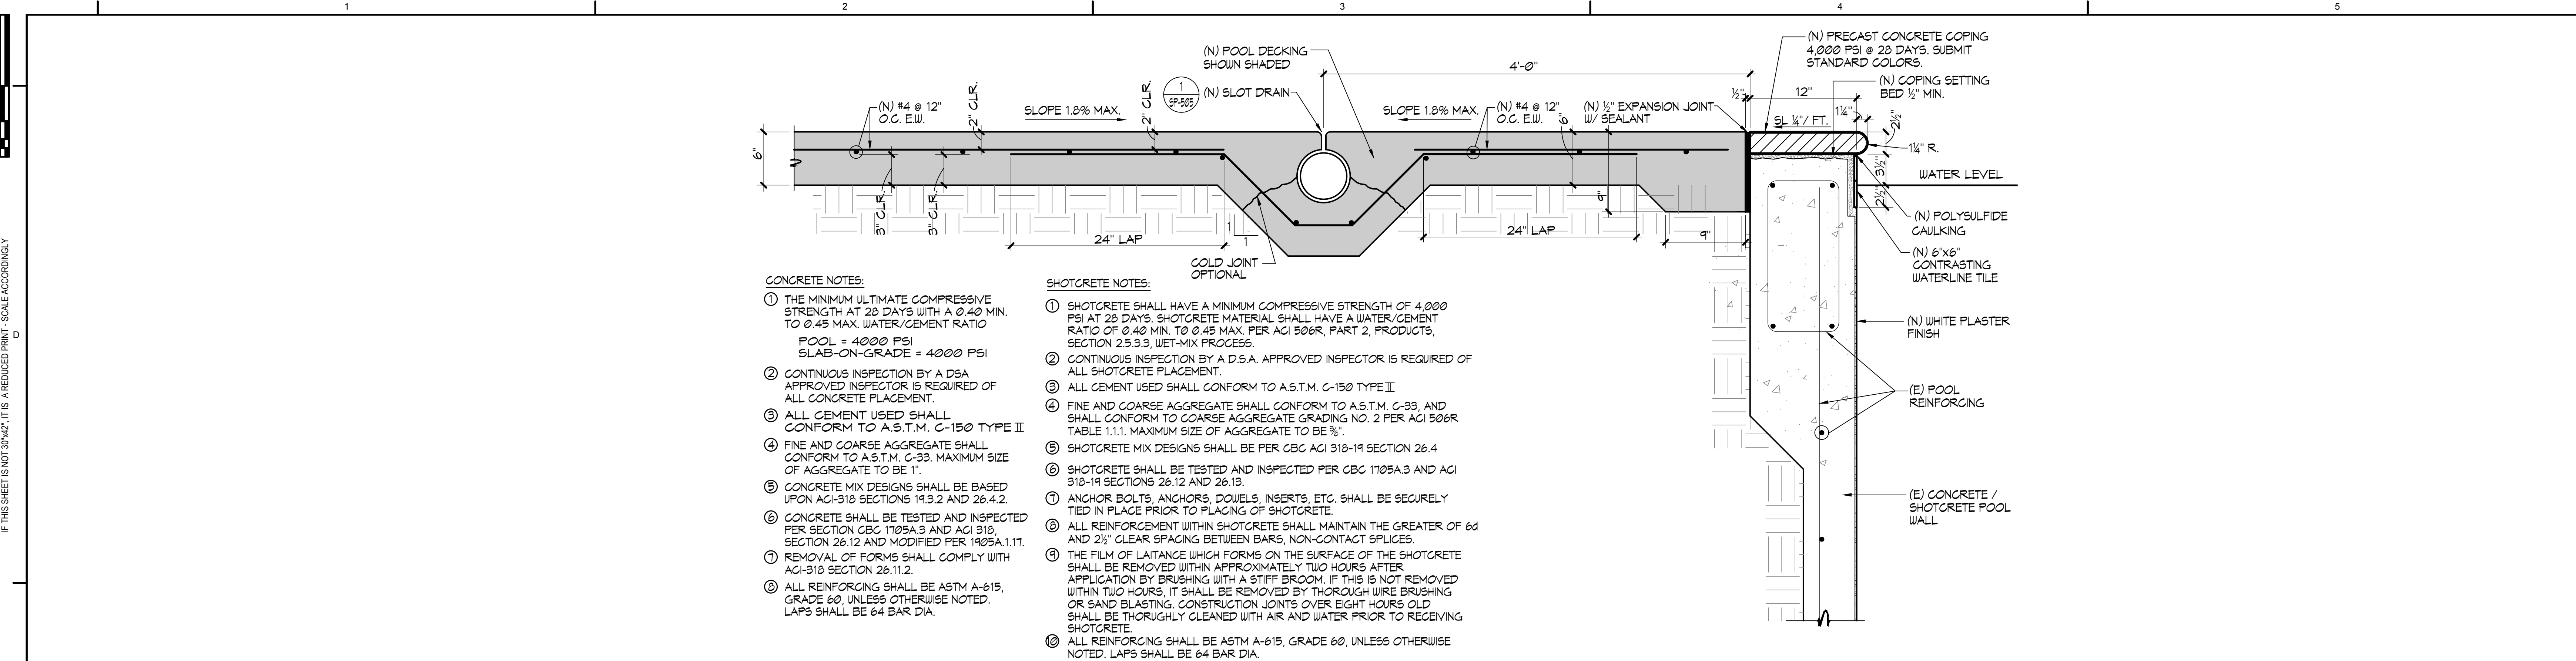 1
2
3
4
5
D
IF THIS SHEET IS NOT 30"x42", IT IS A REDUCED PRINT - SCALE ACCORDINGLY
(N) POOL DECKING
SHOWN SHADED
1
SP-505
(N) SLOT DRAIN
4'-0"
(N) #4 @ 12"
O.C. E.W.
2" CLR.
SLOPE 1.8% MAX.
2" CLR.
SLOPE 1.8% MAX.
(N) #4 @ 12"
O.C. E.W.
6"
(N) ½" EXPANSION JOINT
W/ SEALANT
½"
12"
(N) PRECAST CONCRETE COPING
4,000 PSI @ 28 DAYS. SUBMIT
STANDARD COLORS.
(N) COPING SETTING
BED ½" MIN.
1¼"
2½"
SL ¼"/ FT.
1¼" R.
3½"
2½"
WATER LEVEL
6"
3" CLR.
3" CLR.
24" LAP
1
1
COLD JOINT
OPTIONAL
24" LAP
9"
9"
(N) POLYSULFIDE
CAULKING
(N) 6"x6"
CONTRASTING
WATERLINE TILE
(N) WHITE PLASTER
FINISH
(E) POOL
REINFORCING
(E) CONCRETE /
SHOTCRETE POOL
WALL
CONCRETE NOTES:
1 THE MINIMUM ULTIMATE COMPRESSIVE
STRENGTH AT 28 DAYS WITH A 0.40 MIN.
TO 0.45 MAX. WATER/CEMENT RATIO
POOL = 4000 PSI
SLAB-ON-GRADE = 4000 PSI
2 CONTINUOUS INSPECTION BY A DSA
APPROVED INSPECTOR IS REQUIRED OF
ALL CONCRETE PLACEMENT.
3 ALL CEMENT USED SHALL
CONFORM TO A.S.T.M. C-150 TYPE II
4 FINE AND COARSE AGGREGATE SHALL
CONFORM TO A.S.T.M. C-33. MAXIMUM SIZE
OF AGGREGATE TO BE 1".
5 CONCRETE MIX DESIGNS SHALL BE BASED
UPON ACI-318 SECTIONS 19.3.2 AND 26.4.2.
6 CONCRETE SHALL BE TESTED AND INSPECTED
PER SECTION CBC 1705A.3 AND ACI 318,
SECTION 26.12 AND MODIFIED PER 1905A.1.17.
7 REMOVAL OF FORMS SHALL COMPLY WITH
ACI-318 SECTION 26.11.2.
8 ALL REINFORCING SHALL BE ASTM A-615,
GRADE 60, UNLESS OTHERWISE NOTED.
LAPS SHALL BE 64 BAR DIA.
SHOTCRETE NOTES:
1 SHOTCRETE SHALL HAVE A MINIMUM COMPRESSIVE STRENGTH OF 4,000
PSI AT 28 DAYS. SHOTCRETE MATERIAL SHALL HAVE A WATER/CEMENT
RATIO OF 0.40 MIN. TO 0.45 MAX. PER ACI 506R, PART 2, PRODUCTS,
SECTION 2.5.3.3, WET-MIX PROCESS.
2 CONTINUOUS INSPECTION BY A D.S.A. APPROVED INSPECTOR IS REQUIRED OF
ALL SHOTCRETE PLACEMENT.
3 ALL CEMENT USED SHALL CONFORM TO A.S.T.M. C-150 TYPE II
4 FINE AND COARSE AGGREGATE SHALL CONFORM TO A.S.T.M. C-33, AND
SHALL CONFORM TO COARSE AGGREGATE GRADING NO. 2 PER ACI 506R
TABLE 1.1.1. MAXIMUM SIZE OF AGGREGATE TO BE ⅜".
5 SHOTCRETE MIX DESIGNS SHALL BE PER CBC ACI 318-19 SECTION 26.4
6 SHOTCRETE SHALL BE TESTED AND INSPECTED PER CBC 1705A.3 AND ACI
318-19 SECTIONS 26.12 AND 26.13.
7 ANCHOR BOLTS, ANCHORS, DOWELS, INSERTS, ETC. SHALL BE SECURELY
TIED IN PLACE PRIOR TO PLACING OF SHOTCRETE.
8 ALL REINFORCEMENT WITHIN SHOTCRETE SHALL MAINTAIN THE GREATER OF 6d
AND 2½" CLEAR SPACING BETWEEN BARS, NON-CONTACT SPLICES.
9 THE FILM OF LAITANCE WHICH FORMS ON THE SURFACE OF THE SHOTCRETE
SHALL BE REMOVED WITHIN APPROXIMATELY TWO HOURS AFTER
APPLICATION BY BRUSHING WITH A STIFF BROOM. IF THIS IS NOT REMOVED
WITHIN TWO HOURS, IT SHALL BE REMOVED BY THOROUGH WIRE BRUSHING
OR SAND BLASTING. CONSTRUCTION JOINTS OVER EIGHT HOURS OLD
SHALL BE THORUGHLY CLEANED WITH AIR AND WATER PRIOR TO RECEIVING
SHOTCRETE.
10 ALL REINFORCING SHALL BE ASTM A-615, GRADE 60, UNLESS OTHERWISE
NOTED. LAPS SHALL BE 64 BAR DIA.